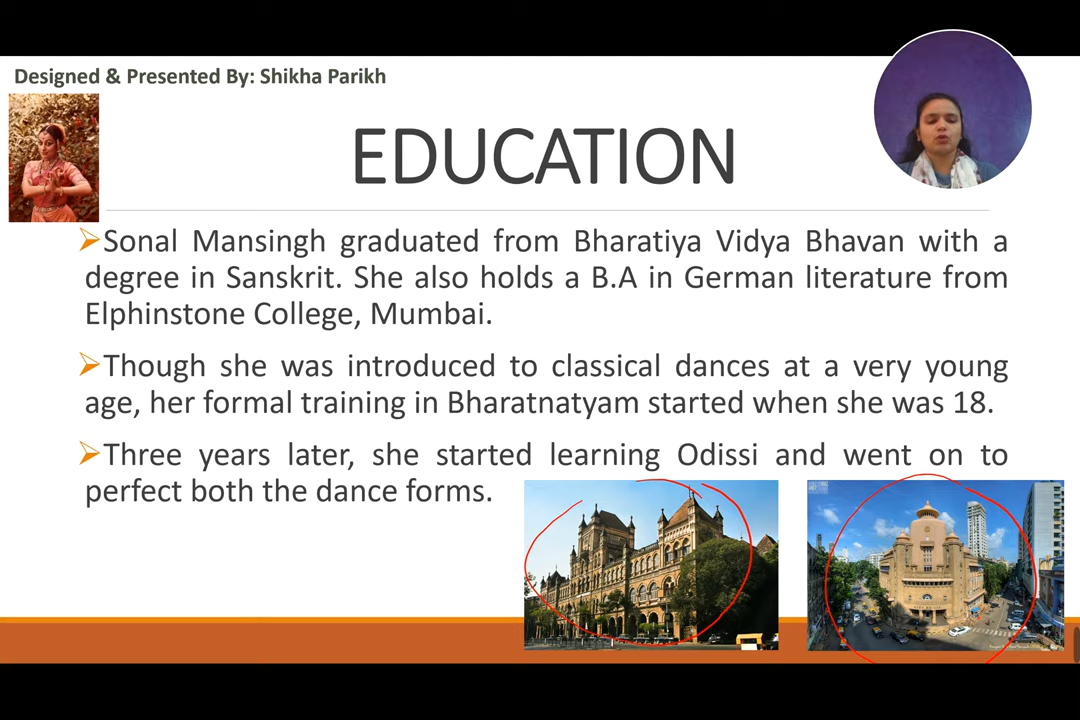 Designed & Presented By: Shikha Parikh
EDUCATION
Sonal Mansingh graduated from Bharatiya Vidya Bhavan with a
degree in Sanskrit. She also holds a B.A in German literature from
Elphinstone College, Mumbai.
Though she was introduced to classical dances at a very young
age, her formal training in Bharatnatyam started when she was 18.
Three years later, she started learning Odissi and went on to
perfect both the dance forms.